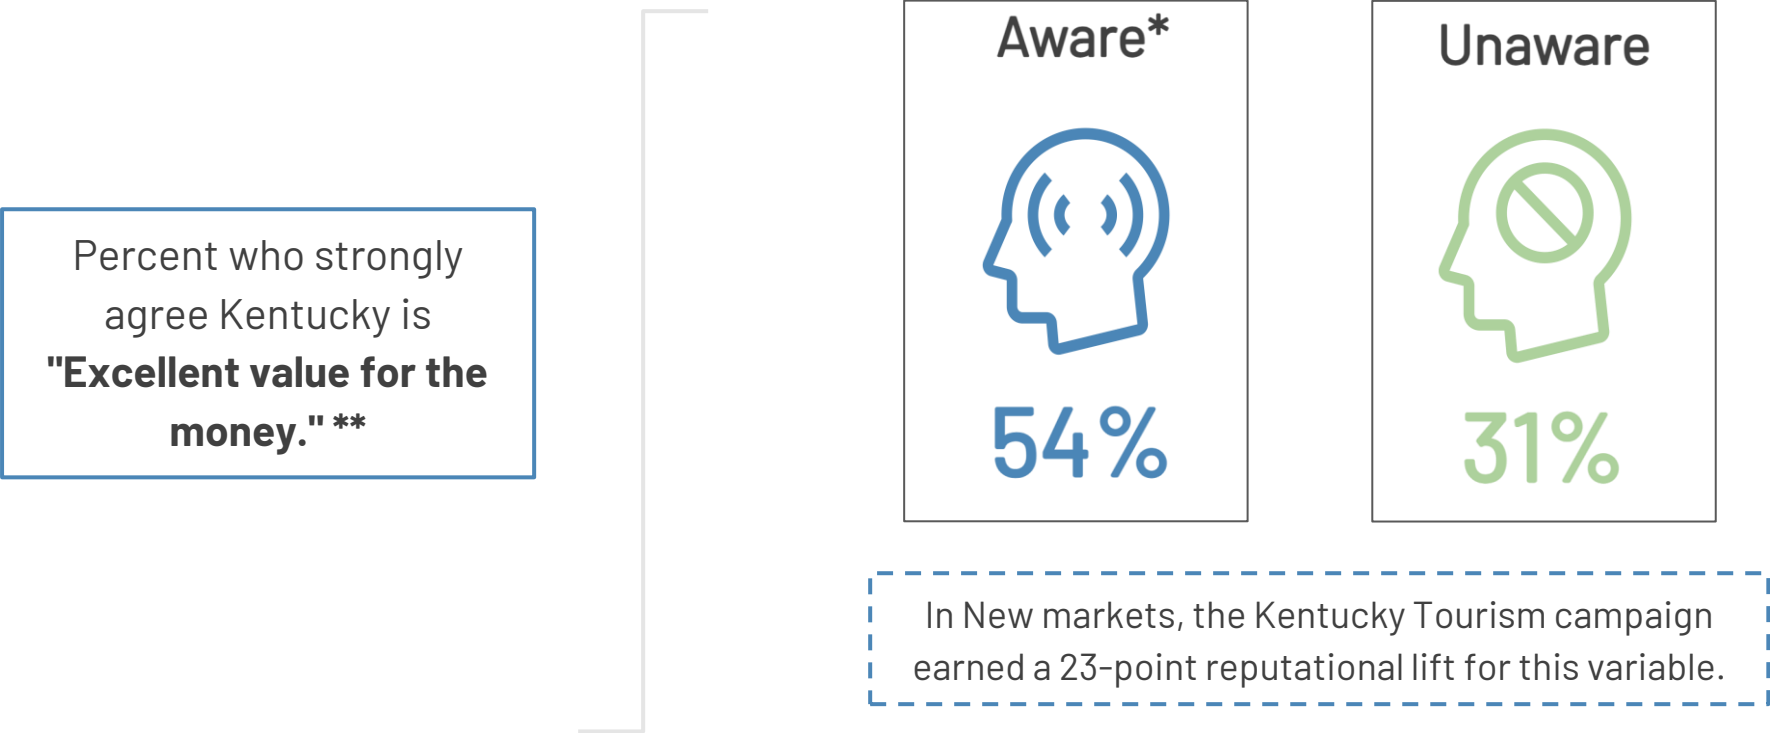 Percent who strongly
agree Kentucky is
"Excellent value for the
money." **
Aware*
54%
Unaware
31%
In New markets, the Kentucky Tourism campaign
earned a 23-point reputational lift for this variable.